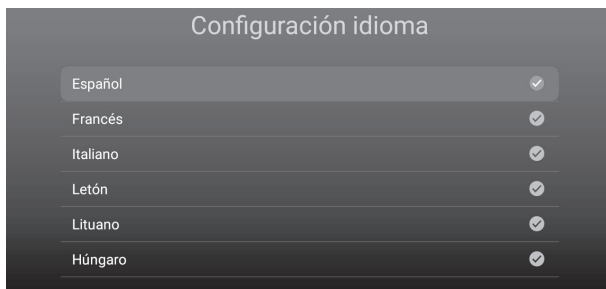 Configuración idioma
Español
Francés
Italiano
Letón
Lituano
Húngaro